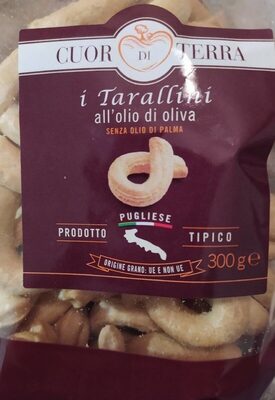 CUOR DI TERRA
i Tarallini
all'olio di oliva
SENZA OLIO DI PALMA
PUGLIESE
PRODOTTO TIPICO
300 g e
ORIGINE GRANO: UE E NON UE